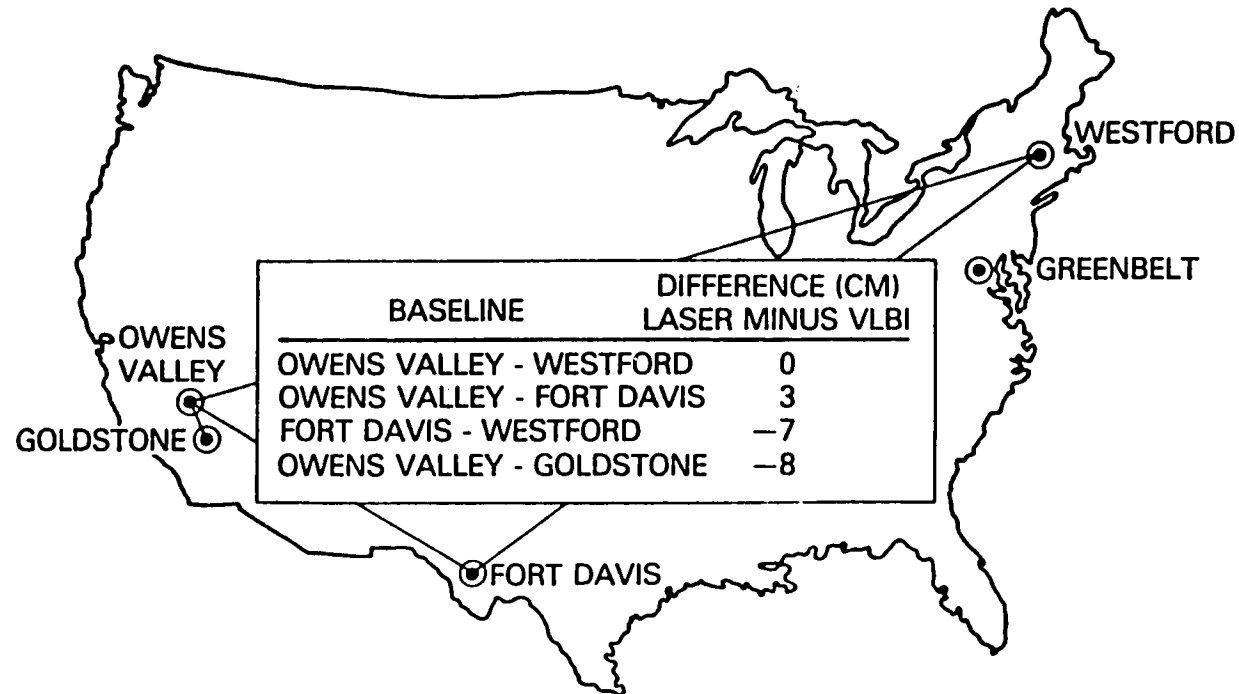 WESTFORD
GREENBELT
OWENS
VALLEY
GOLDSTONE
FORT DAVIS
DIFFERENCE (CM)
BASELINE LASER MINUS VLBI
OWENS VALLEY - WESTFORD 0
OWENS VALLEY - FORT DAVIS 3
FORT DAVIS - WESTFORD −7
OWENS VALLEY - GOLDSTONE −8